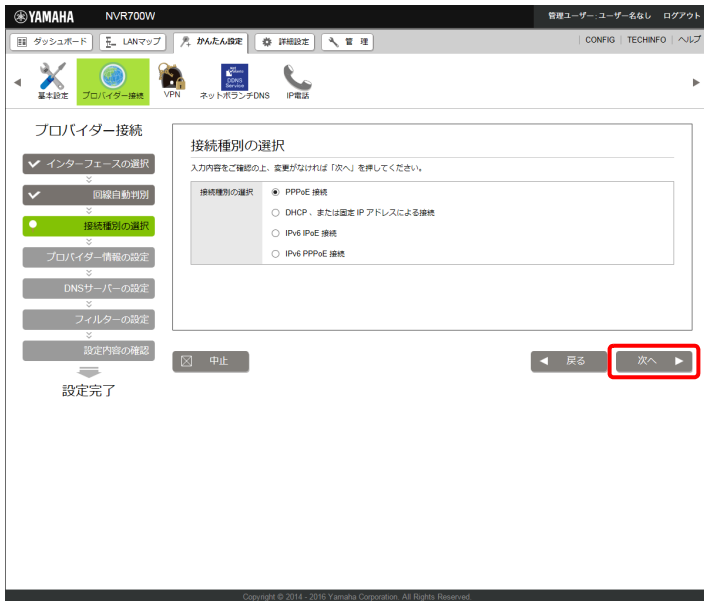 YAMAHA NVR700W 管理ユーザー:ユーザー名なし ログアウト
ダッシュボード LANマップ かんたん設定 詳細設定 管 理 CONFIG TECHINFO ヘルプ
基本設定 プロバイダー接続 VPN ネットボランチDNS IP電話
DDNS
Service
プロバイダー接続
インターフェースの選択
回線自動判別
接続種別の選択
プロバイダー情報の設定
DNSサーバーの設定
フィルターの設定
設定内容の確認
設定完了
接続種別の選択
入力内容をご確認の上、変更がなければ「次へ」を押してください。
接続種別の選択 PPPoE 接続
DHCP 、または固定 IP アドレスによる接続
IPv6 IPoE 接続
IPv6 PPPoE 接続
中止 戻る 次へ
Copyright © 2014 - 2016 Yamaha Corporation. All Rights Reserved.